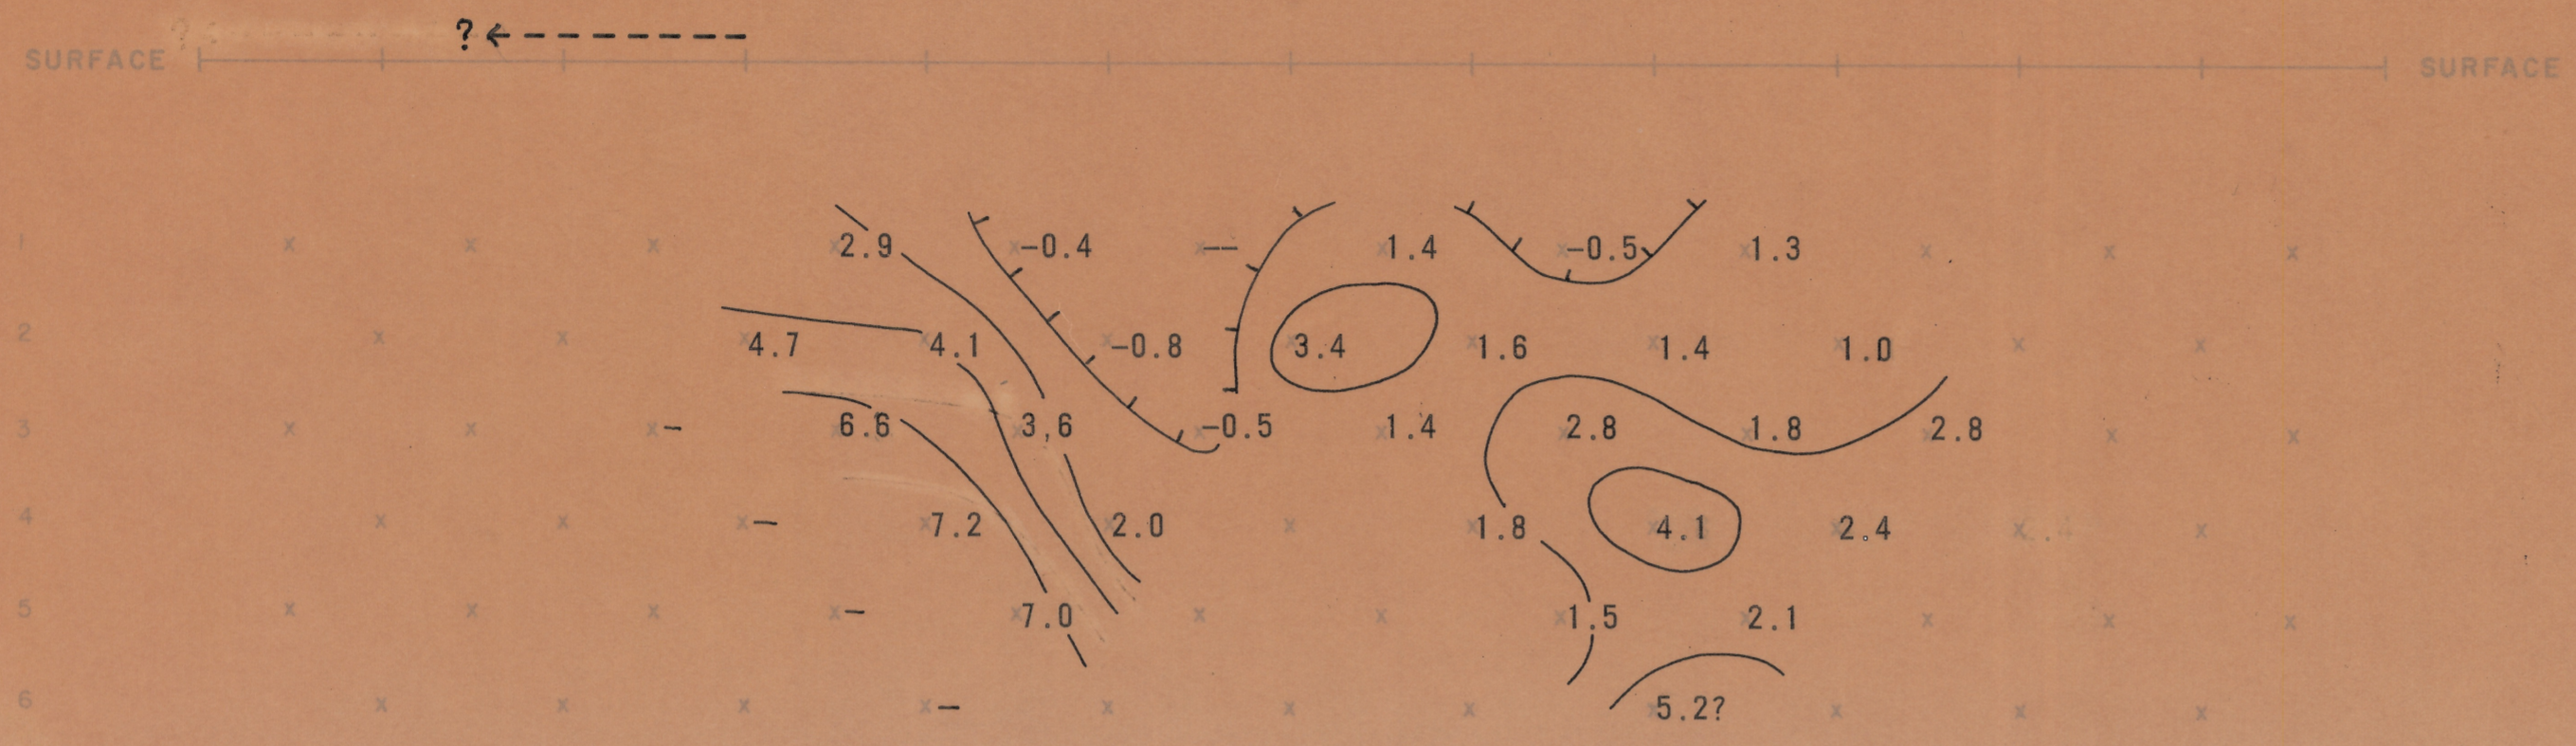 ?←--------
SURFACE SURFACE
1 2.9 -0.4 -- 1.4 -0.5 1.3
2 4.7 4.1 -0.8 3.4 1.6 1.4 1.0
3 - 6.6 3,6 -0.5 1.4 2.8 1.8 2.8
4 - 7.2 2.0 1.8 4.1 2.4
5 - 7.0 1.5 2.1
6 - 5.2?